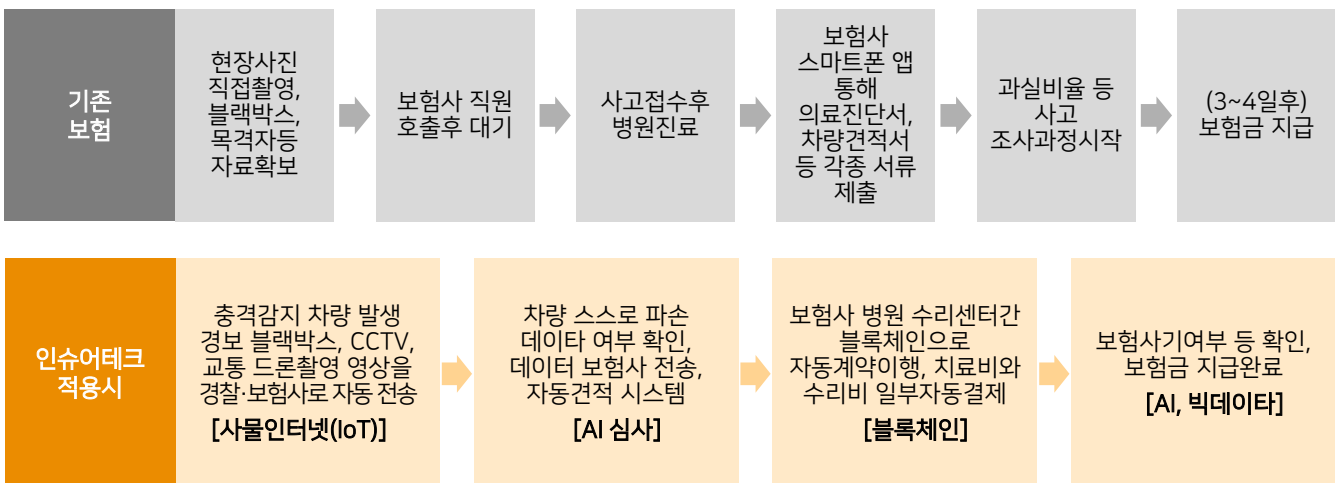 기존
보험
현장사진
직접촬영,
블랙박스,
목격자등
자료확보
보험사 직원
호출후 대기
사고접수후
병원진료
보험사
스마트폰 앱
통해
의료진단서,
차량견적서
등 각종 서류
제출
과실비율 등
사고
조사과정시작
(3~4일후)
보험금 지급
인슈어테크
적용시
충격감지 차량 발생
경보 블랙박스, CCTV,
교통 드론촬영 영상을
경찰·보험사로 자동 전송
[사물인터넷(IoT)]
차량 스스로 파손
데이타 여부 확인,
데이터 보험사 전송,
자동견적 시스템
[AI 심사]
보험사 병원 수리센터간
블록체인으로
자동계약이행, 치료비와
수리비 일부자동결제
[블록체인]
보험사기여부 등 확인,
보험금 지급완료
[AI, 빅데이타]